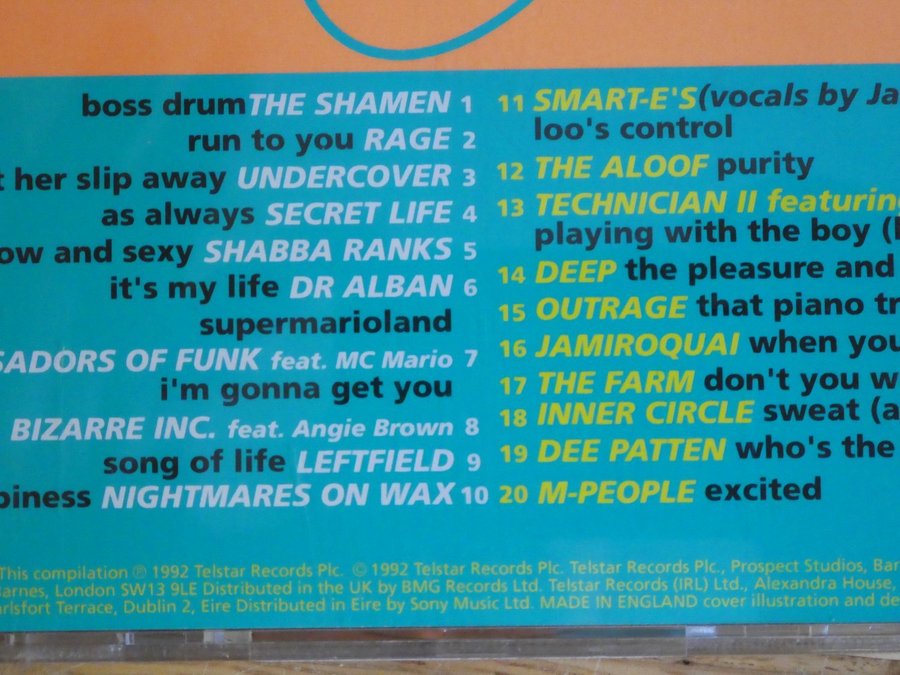 boss drum THE SHAMEN 1
run to you RAGE 2
her slip away UNDERCOVER 3
as always SECRET LIFE 4
and sexy SHABBA RANKS 5
it's my life DR ALBAN 6
supermarioland
OF FUNK feat. MC Mario 7
i'm gonna get you
BIZARRE INC. feat. Angie Brown 8
song of life LEFTFIELD 9
NIGHTMARES ON WAX 10
11 SMART-E'S (vocals by Ja
loo's control
12 THE ALOOF purity
13 TECHNICIAN II featuring
playing with the boy (
14 DEEP the pleasure and
15 OUTRAGE that piano tr
16 JAMIROQUAI when you
17 THE FARM don't you w
18 INNER CIRCLE sweat (a
19 DEE PATTEN who's the
20 M-PEOPLE excited
This compilation ℗ 1992 Telstar Records Plc. © 1992 Telstar Records Plc. Telstar Records Plc., Prospect Studios, Bar
Barnes, London SW13 9LE Distributed in the UK by BMG Records Ltd. Telstar Records (IRL) Ltd., Alexandra House,
arlsfort Terrace, Dublin 2, Eire Distributed in Eire by Sony Music Ltd. MADE IN ENGLAND cover illustration and de